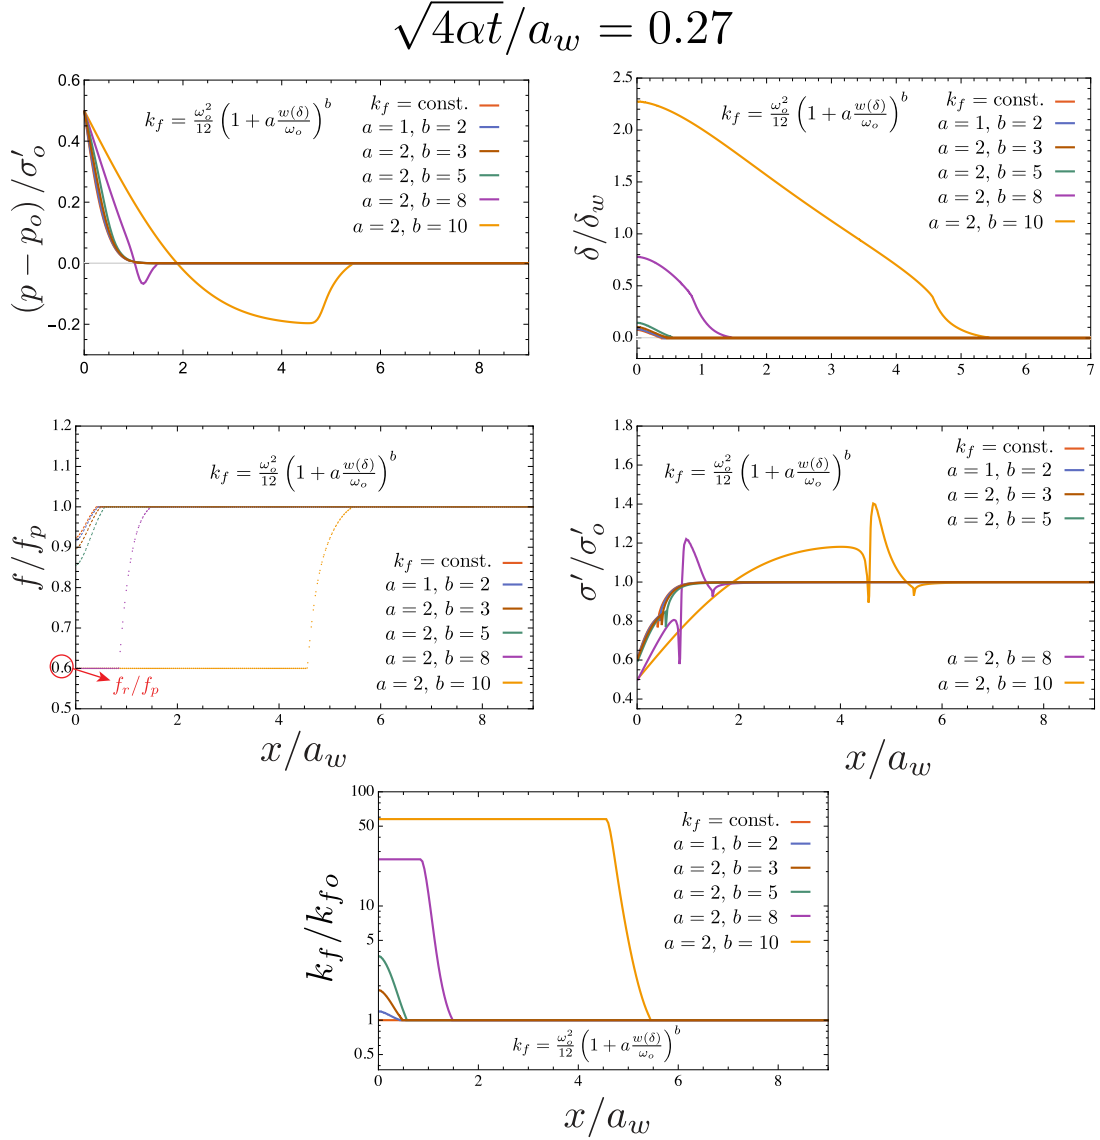 √4αt/a_w = 0.27
(p − p_o)/σ′_o
0.6
0.4
0.2
0.0
−0.2
k_f = ω_o²/12 (1 + a w(δ)/ω_o)^b
k_f = const.
a = 1, b = 2
a = 2, b = 3
a = 2, b = 5
a = 2, b = 8
a = 2, b = 10
0 2 4 6 8
δ/δ_w
2.5
2.0
1.5
1.0
0.5
0.0
k_f = ω_o²/12 (1 + a w(δ)/ω_o)^b
k_f = const.
a = 1, b = 2
a = 2, b = 3
a = 2, b = 5
a = 2, b = 8
a = 2, b = 10
0 1 2 3 4 5 6 7
f/f_p
1.2
1.1
1.0
0.9
0.8
0.7
0.6
0.5
k_f = ω_o²/12 (1 + a w(δ)/ω_o)^b
k_f = const.
a = 1, b = 2
a = 2, b = 3
a = 2, b = 5
a = 2, b = 8
a = 2, b = 10
f_r/f_p
0 2 4 6 8
x/a_w
σ′/σ′_o
1.8
1.6
1.4
1.2
1.0
0.8
0.6
0.4
k_f = ω_o²/12 (1 + a w(δ)/ω_o)^b
k_f = const.
a = 1, b = 2
a = 2, b = 3
a = 2, b = 5
a = 2, b = 8
a = 2, b = 10
0 2 4 6 8
x/a_w
k_f/k_fo
100
50
10
5
1
0.5
k_f = const.
a = 1, b = 2
a = 2, b = 3
a = 2, b = 5
a = 2, b = 8
a = 2, b = 10
k_f = ω_o²/12 (1 + a w(δ)/ω_o)^b
0 2 4 6 8
x/a_w